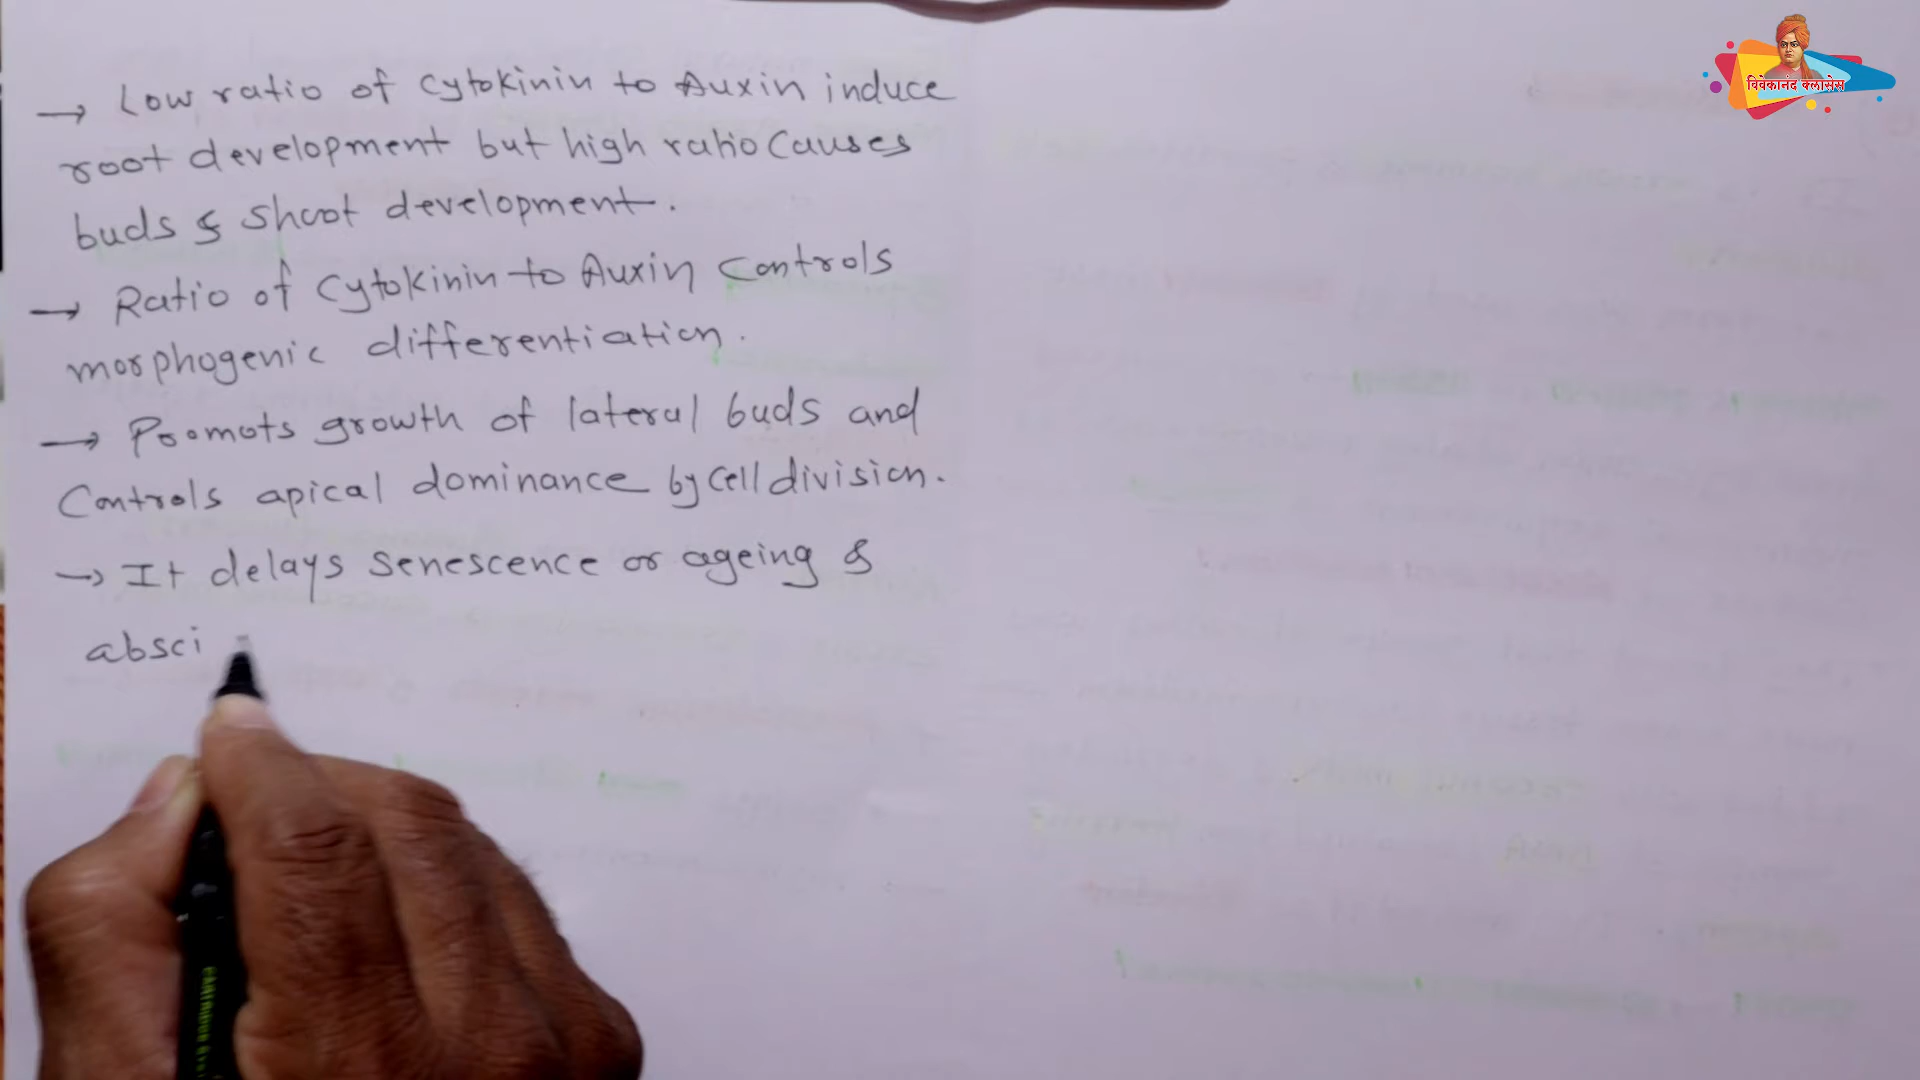 → Low ratio of Cytokinin to Auxin induce
root development but high ratio Causes
buds & shoot development.
→ Ratio of Cytokinin to Auxin Controls
morphogenic differentiation.
→ Promots growth of lateral buds and
Controls apical dominance by Cell division.
→ It delays Senescence or ageing &
absci
विवेकानंद क्लासेस